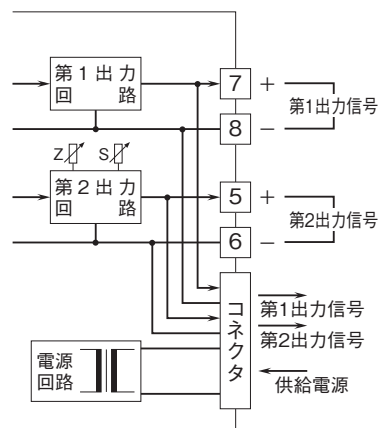 第1出力
回　路
7
+
第1出力信号
8
−
Z
S
第2出力
回　路
5
+
第2出力信号
6
−
コネクタ
第1出力信号
第2出力信号
供給電源
電源
回路